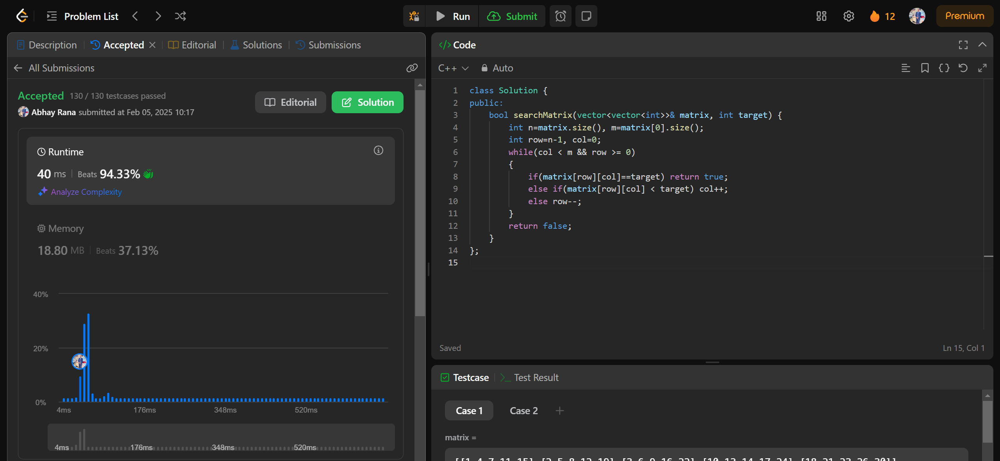 Problem List
Run
Submit
12
Premium
Description
Accepted
Editorial
Solutions
Submissions
All Submissions
Accepted 130 / 130 testcases passed
Abhay Rana submitted at Feb 05, 2025 10:17
Editorial
Solution
Runtime
40 ms | Beats 94.33%
Analyze Complexity
Memory
18.80 MB | Beats 37.13%
40%
20%
0%
4ms 176ms 348ms 520ms
4ms 176ms 348ms 520ms
</> Code
C++ Auto
1 class Solution {
2 public:
3     bool searchMatrix(vector<vector<int>>& matrix, int target) {
4         int n=matrix.size(), m=matrix[0].size();
5         int row=n-1, col=0;
6         while(col < m && row >= 0)
7         {
8             if(matrix[row][col]==target) return true;
9             else if(matrix[row][col] < target) col++;
10             else row--;
11         }
12         return false;
13     }
14 };
15
Saved
Ln 15, Col 1
Testcase
Test Result
Case 1
Case 2
matrix =
[[1,4,7,11,15],[2,5,8,12,19],[3,6,9,16,22],[10,13,14,17,24],[18,21,23,26,30]]